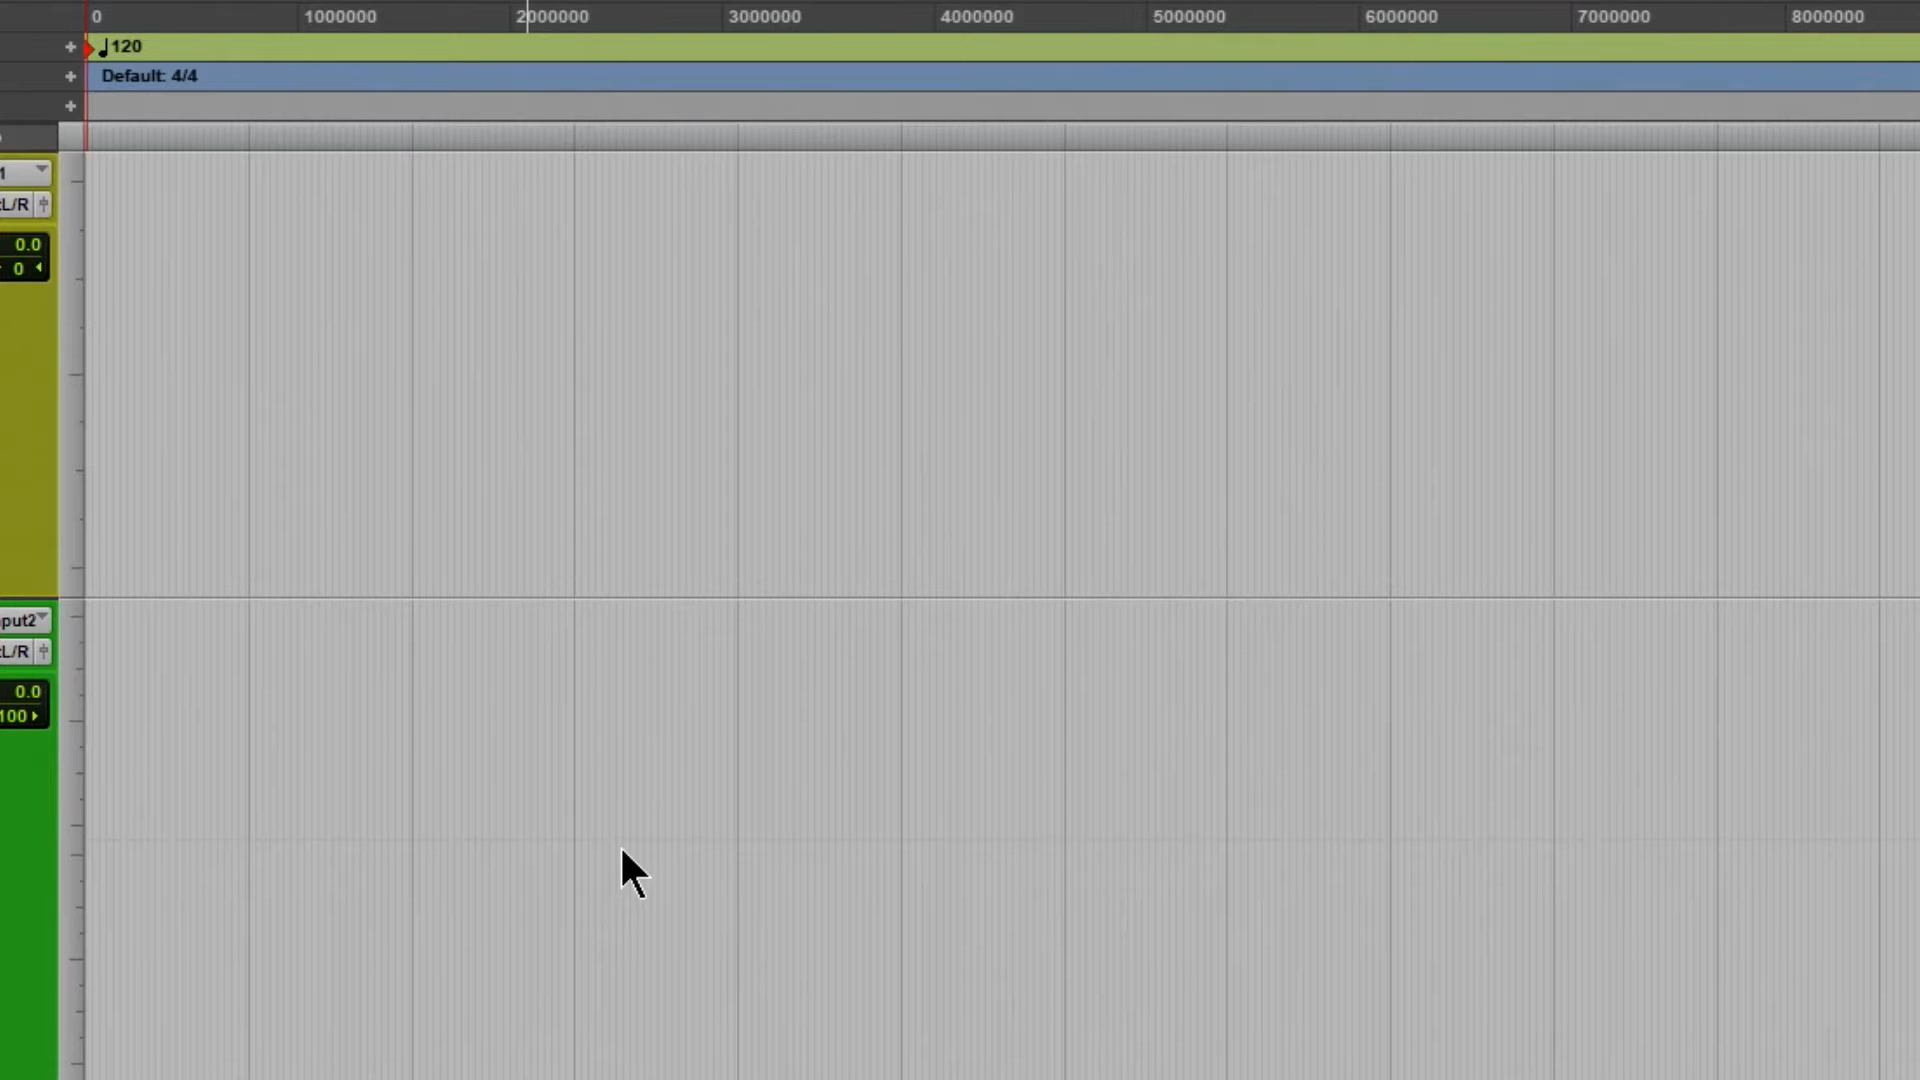 0 1000000 2000000 3000000 4000000 5000000 6000000 7000000 8000000
+ ♩120
+ Default: 4/4
+
1
L/R
0.0
0
put2
L/R
0.0
100